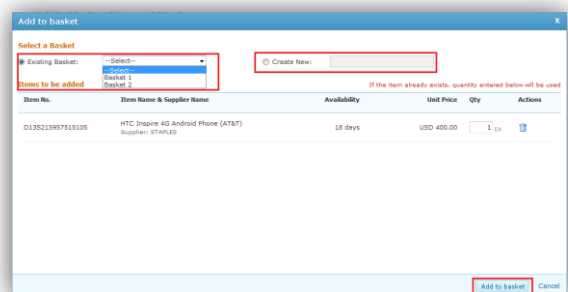 Add to basket x
Select a Basket
Existing Basket: --Select-- Create New:
--Select--
Basket 1
Basket 2
Items to be added If the item already exists, quantity entered below will be used
Item No. Item Name & Supplier Name Availability Unit Price Qty Actions
D13S215957515105 HTC Inspire 4G Android Phone (AT&T) 18 days USD 400.00 1 EA
Supplier: STAPLES
Add to basket Cancel